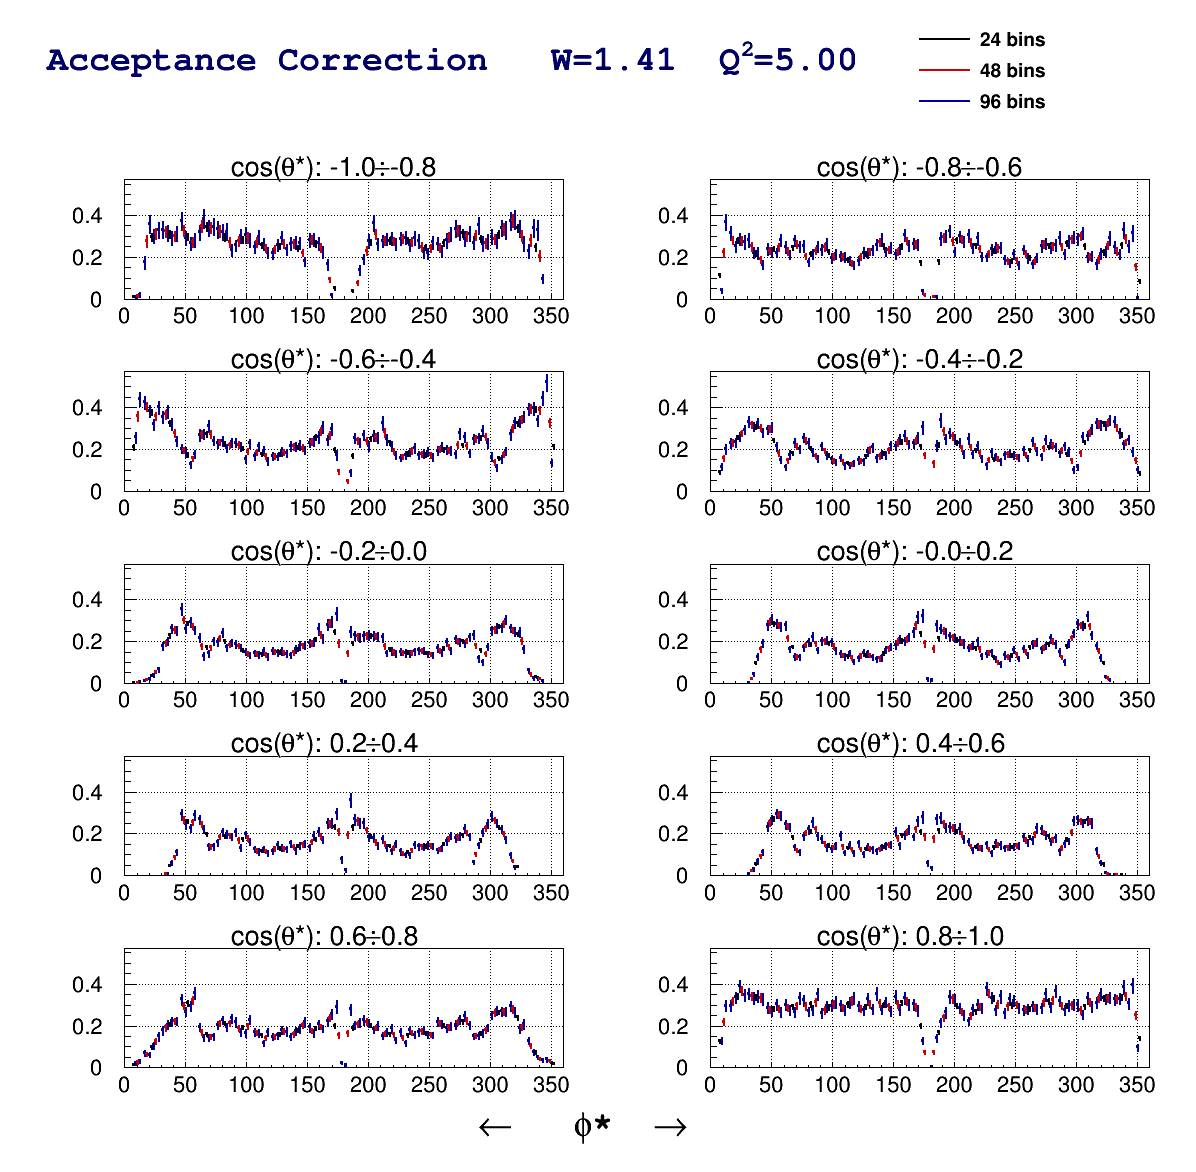 Acceptance Correction W=1.41 Q²=5.00
24 bins
48 bins
96 bins
cos(θ*): -1.0÷-0.8
0.4
0.2
0
0 50 100 150 200 250 300 350
cos(θ*): -0.8÷-0.6
0.4
0.2
0
0 50 100 150 200 250 300 350
cos(θ*): -0.6÷-0.4
0.4
0.2
0
0 50 100 150 200 250 300 350
cos(θ*): -0.4÷-0.2
0.4
0.2
0
0 50 100 150 200 250 300 350
cos(θ*): -0.2÷0.0
0.4
0.2
0
0 50 100 150 200 250 300 350
cos(θ*): -0.0÷0.2
0.4
0.2
0
0 50 100 150 200 250 300 350
cos(θ*): 0.2÷0.4
0.4
0.2
0
0 50 100 150 200 250 300 350
cos(θ*): 0.4÷0.6
0.4
0.2
0
0 50 100 150 200 250 300 350
cos(θ*): 0.6÷0.8
0.4
0.2
0
0 50 100 150 200 250 300 350
cos(θ*): 0.8÷1.0
0.4
0.2
0
0 50 100 150 200 250 300 350
← ϕ* →